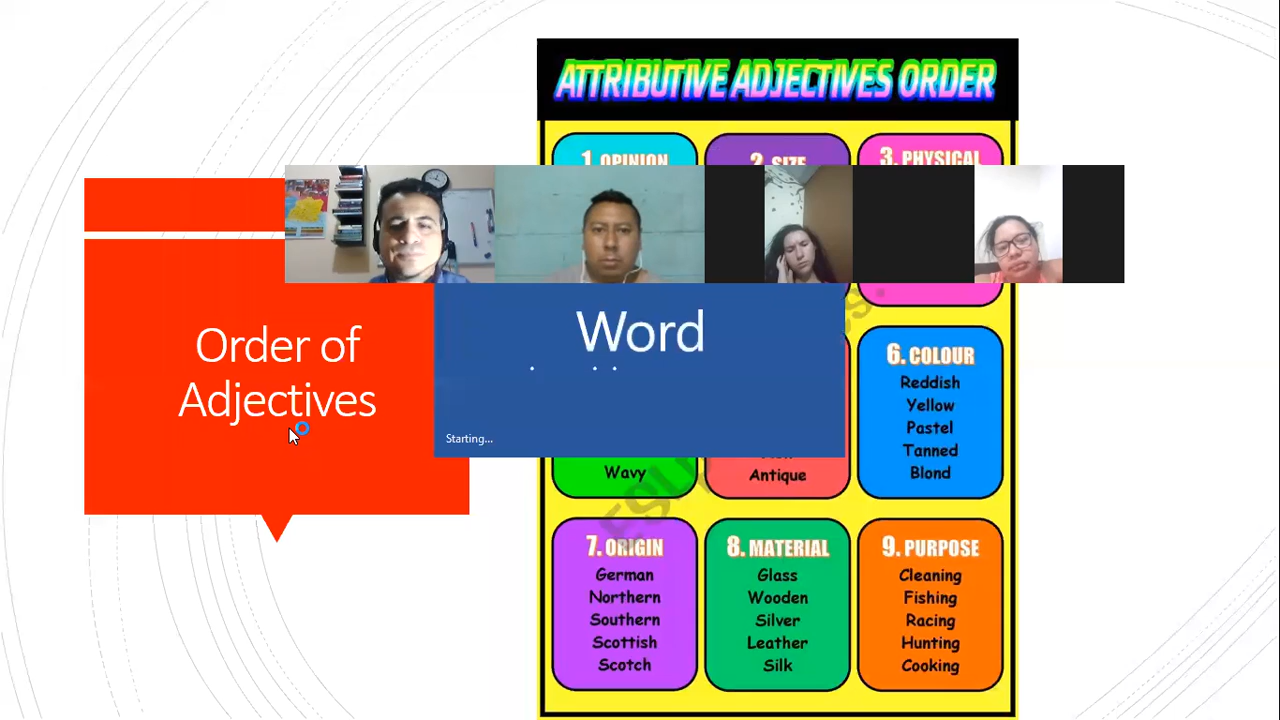 ATTRIBUTIVE ADJECTIVES ORDER
1. OPINION
2. SIZE
3. PHYSICAL
Order of
Adjectives
Word
Starting...
Wavy
Antique
6. COLOUR
Reddish
Yellow
Pastel
Tanned
Blond
7. ORIGIN
German
Northern
Southern
Scottish
Scotch
8. MATERIAL
Glass
Wooden
Silver
Leather
Silk
9. PURPOSE
Cleaning
Fishing
Racing
Hunting
Cooking